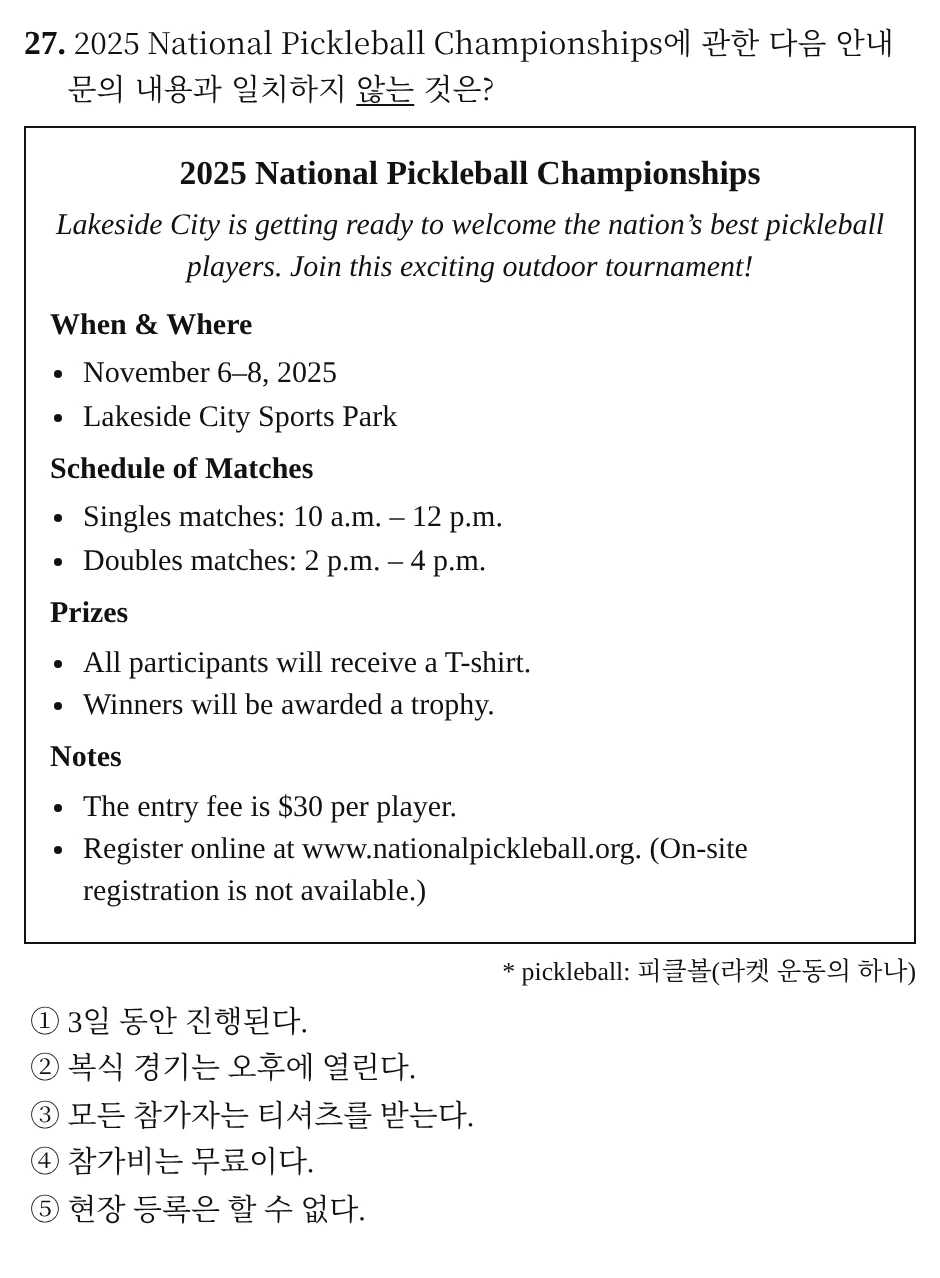 27. 2025 National Pickleball Championships에 관한 다음 안내
문의 내용과 일치하지 않는 것은?
2025 National Pickleball Championships
Lakeside City is getting ready to welcome the nation’s best pickleball
players. Join this exciting outdoor tournament!
When & Where
• November 6–8, 2025
• Lakeside City Sports Park
Schedule of Matches
• Singles matches: 10 a.m. – 12 p.m.
• Doubles matches: 2 p.m. – 4 p.m.
Prizes
• All participants will receive a T-shirt.
• Winners will be awarded a trophy.
Notes
• The entry fee is $30 per player.
• Register online at www.nationalpickleball.org. (On-site
registration is not available.)
* pickleball: 피클볼(라켓 운동의 하나)
① 3일 동안 진행된다.
② 복식 경기는 오후에 열린다.
③ 모든 참가자는 티셔츠를 받는다.
④ 참가비는 무료이다.
⑤ 현장 등록은 할 수 없다.